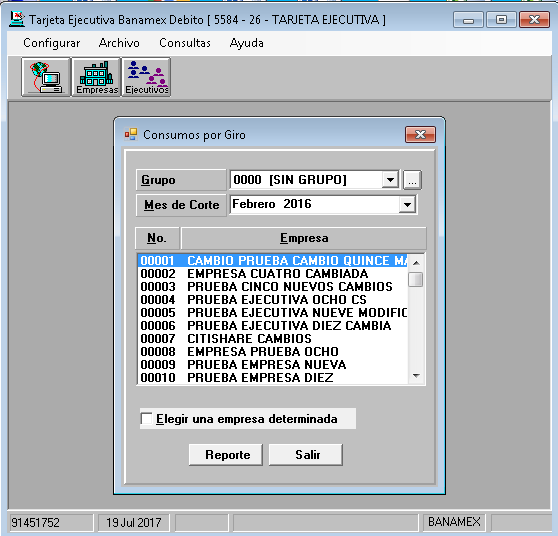 Tarjeta Ejecutiva Banamex Debito [ 5584 - 26 - TARJETA EJECUTIVA ]
Configurar Archivo Consultas Ayuda
Empresas Ejecutivos
Consumos por Giro
Grupo 0000 [SIN GRUPO] ...
Mes de Corte Febrero 2016
No. Empresa
00001 CAMBIO PRUEBA CAMBIO QUINCE
00002 EMPRESA CUATRO CAMBIADA
00003 PRUEBA CINCO NUEVOS CAMBIOS
00004 PRUEBA EJECUTIVA OCHO CS
00005 PRUEBA EJECUTIVA NUEVE MODIFIC
00006 PRUEBA EJECUTIVA DIEZ CAMBIA
00007 CITISHARE CAMBIOS
00008 EMPRESA PRUEBA OCHO
00009 PRUEBA EMPRESA NUEVA
00010 PRUEBA EMPRESA DIEZ
Elegir una empresa determinada
Reporte Salir
91451752 19 Jul 2017 BANAMEX